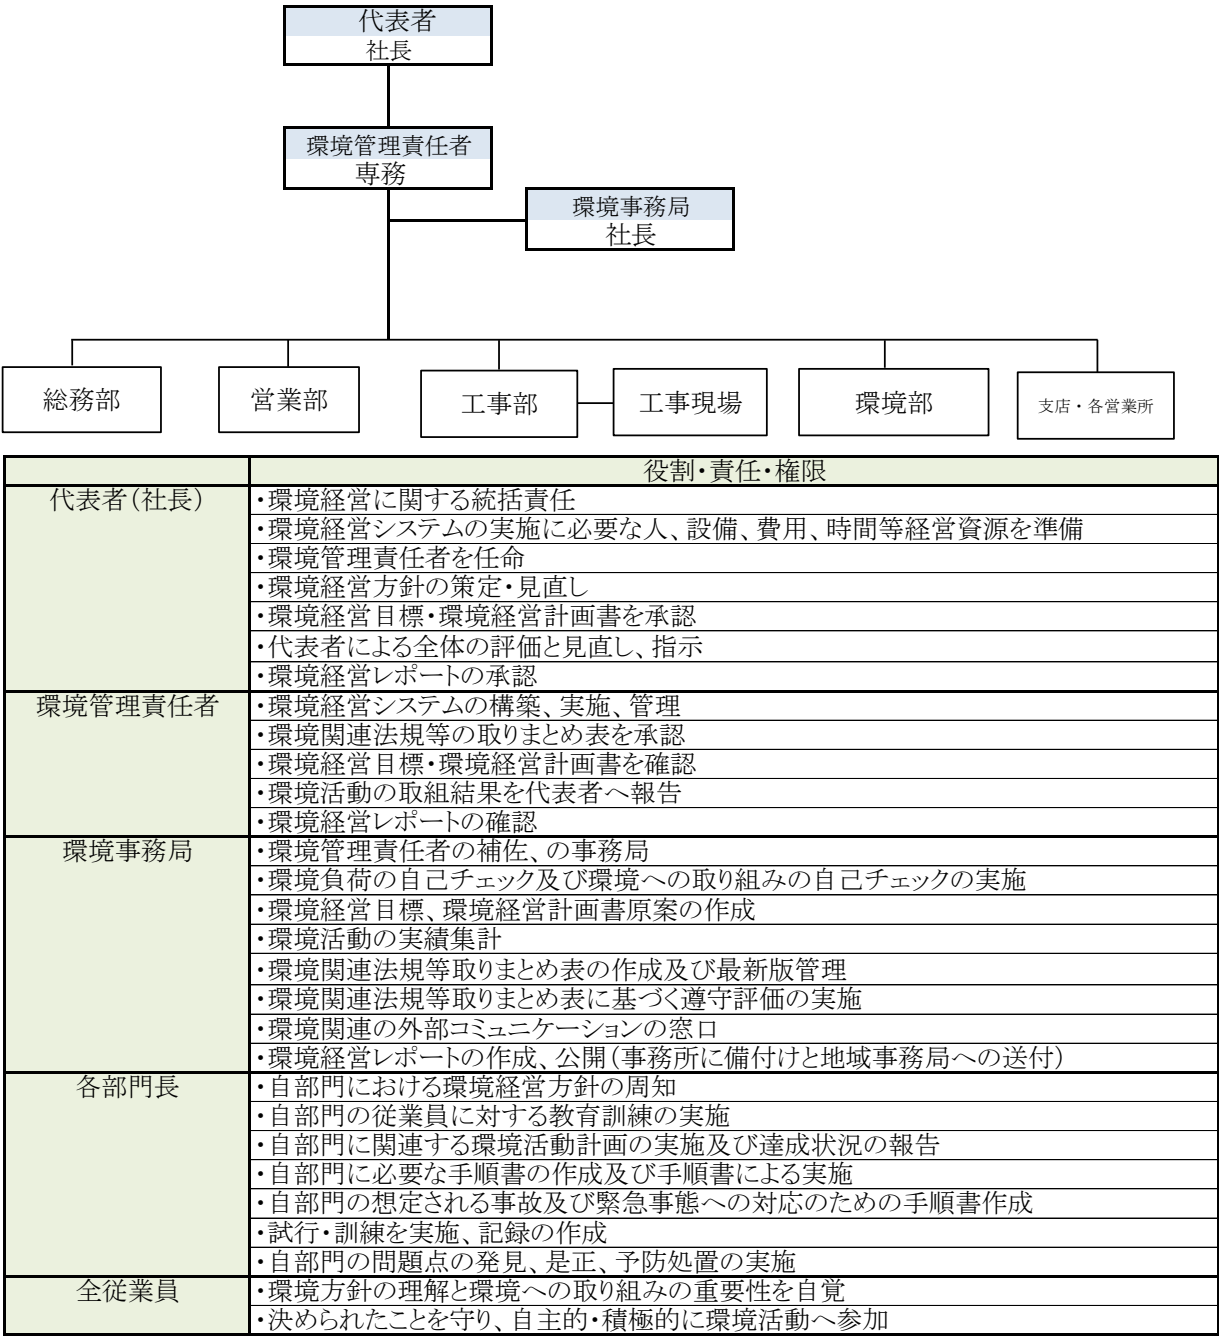 代表者
社長
環境管理責任者
専務
環境事務局
社長
総務部
営業部
工事部
工事現場
環境部
支店・各営業所
役割・責任・権限
代表者(社長)
・環境経営に関する統括責任
・環境経営システムの実施に必要な人、設備、費用、時間等経営資源を準備
・環境管理責任者を任命
・環境経営方針の策定・見直し
・環境経営目標・環境経営計画書を承認
・代表者による全体の評価と見直し、指示
・環境経営レポートの承認
環境管理責任者
・環境経営システムの構築、実施、管理
・環境関連法規等の取りまとめ表を承認
・環境経営目標・環境経営計画書を確認
・環境活動の取組結果を代表者へ報告
・環境経営レポートの確認
環境事務局
・環境管理責任者の補佐、の事務局
・環境負荷の自己チェック及び環境への取り組みの自己チェックの実施
・環境経営目標、環境経営計画書原案の作成
・環境活動の実績集計
・環境関連法規等取りまとめ表の作成及び最新版管理
・環境関連法規等取りまとめ表に基づく遵守評価の実施
・環境関連の外部コミュニケーションの窓口
・環境経営レポートの作成、公開(事務所に備付けと地域事務局への送付)
各部門長
・自部門における環境経営方針の周知
・自部門の従業員に対する教育訓練の実施
・自部門に関連する環境活動計画の実施及び達成状況の報告
・自部門に必要な手順書の作成及び手順書による実施
・自部門の想定される事故及び緊急事態への対応のための手順書作成
・試行・訓練を実施、記録の作成
・自部門の問題点の発見、是正、予防処置の実施
全従業員
・環境方針の理解と環境への取り組みの重要性を自覚
・決められたことを守り、自主的・積極的に環境活動へ参加